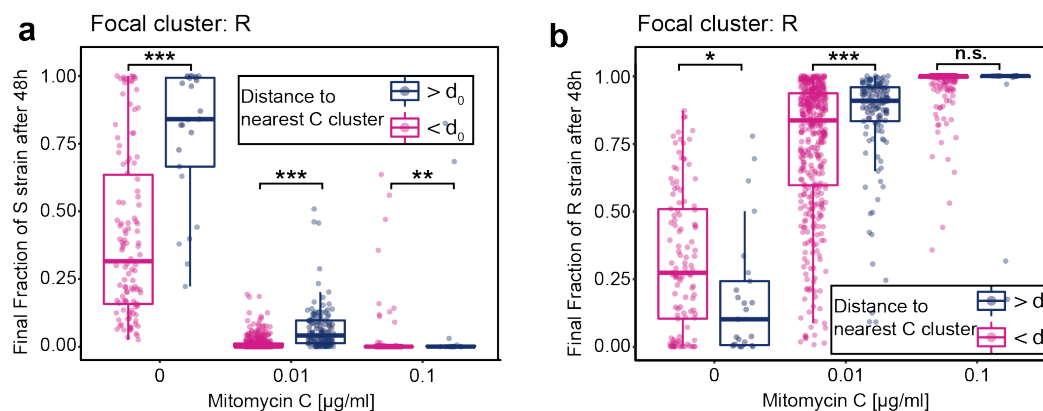 a
Focal cluster: R
Final Fraction of S strain after 48h
1.00
0.75
0.50
0.25
0.00
***
***
**
Distance to
nearest C cluster
> d0
< d0
0
0.01
0.1
Mitomycin C [µg/ml]
b
Focal cluster: R
Final Fraction of R strain after 48h
1.00
0.75
0.50
0.25
0.00
*
***
n.s.
Distance to
nearest C cluster
> d
< d
0
0.01
0.1
Mitomycin C [µg/ml]